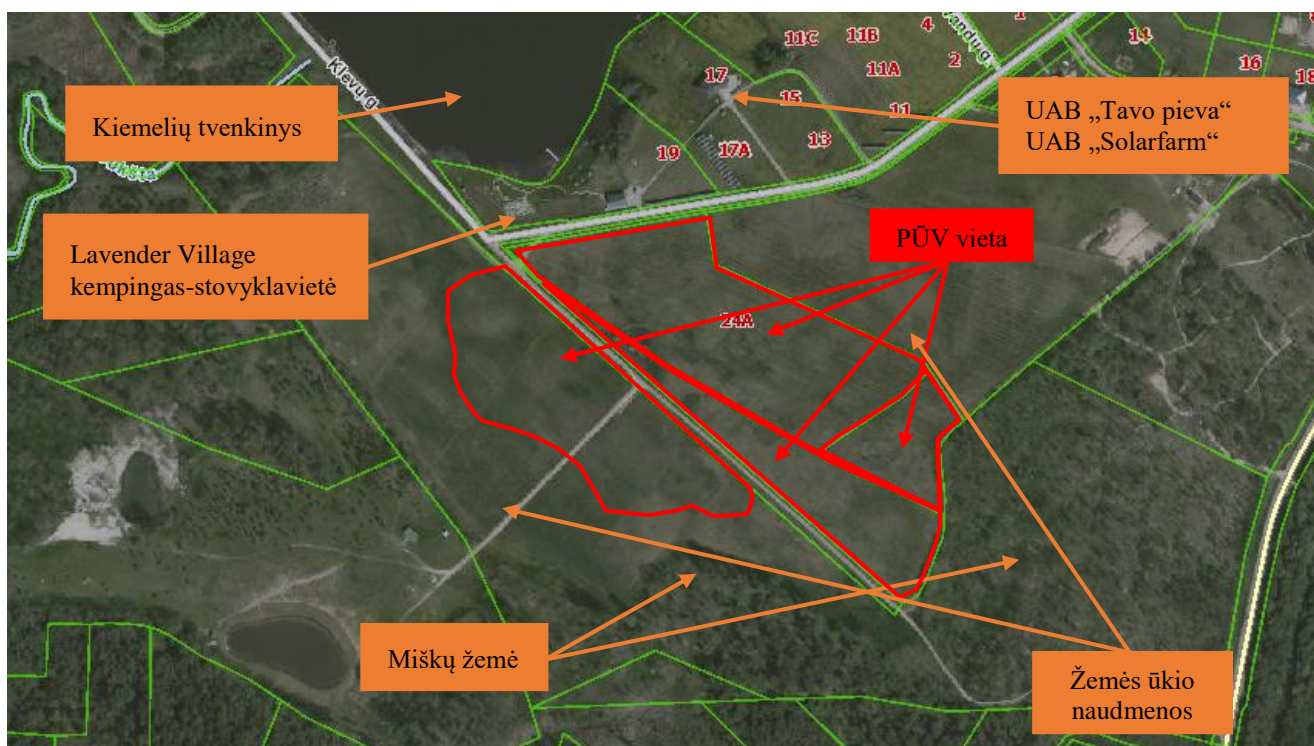 11C
11B
4
1
11A
2
14
16
18
Klevų g.
17
15
11
13
17A
19
Kiemelių tvenkinys
UAB „Tavo pieva“
UAB „Solarfarm“
Lavender Village
kempingas-stovyklavietė
PŪV vieta
24A
Miškų žemė
Žemės ūkio
naudmenos